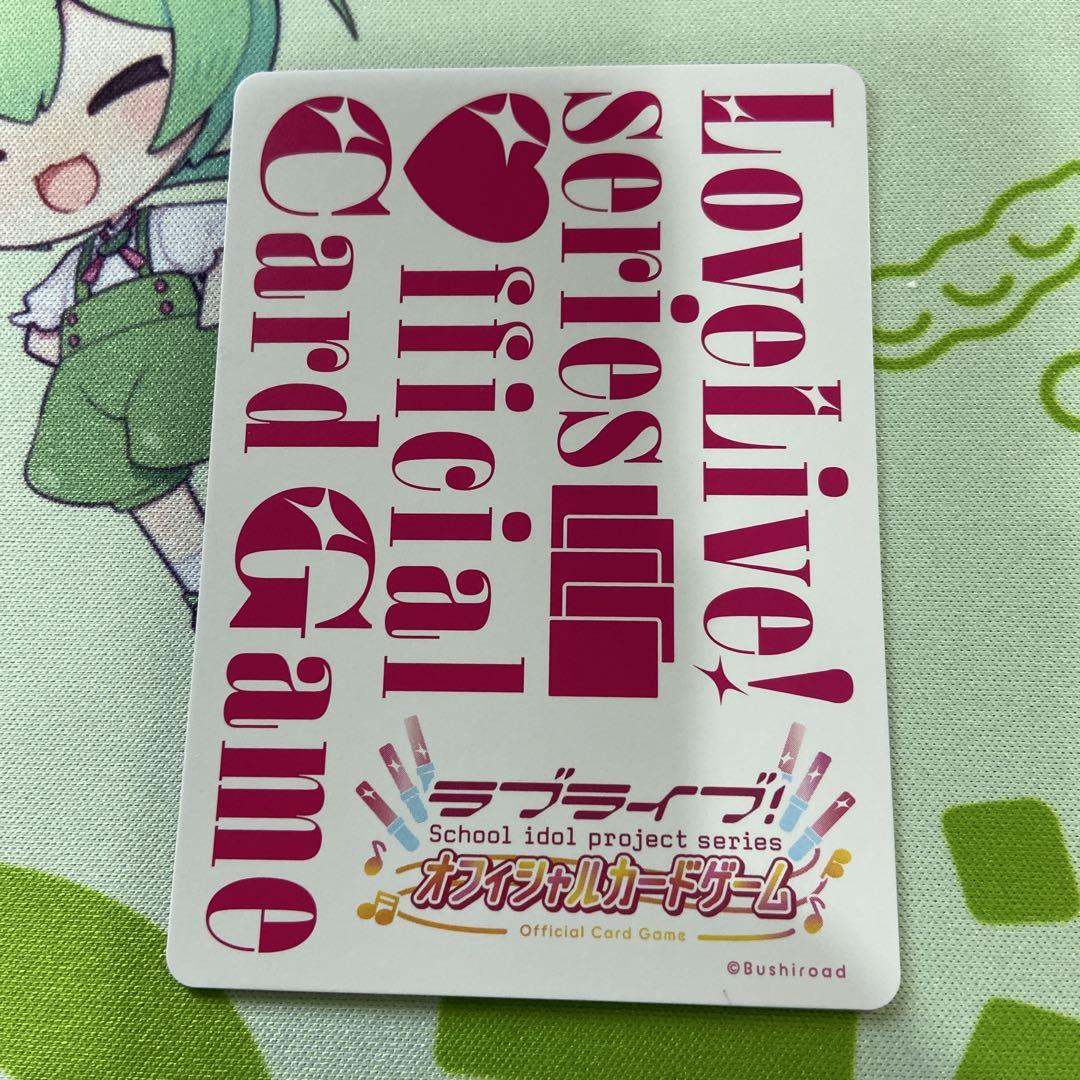 LoveLive!
series
Official
Card Game
ラブライブ!
School idol project series
オフィシャルカードゲーム
Official Card Game
©Bushiroad